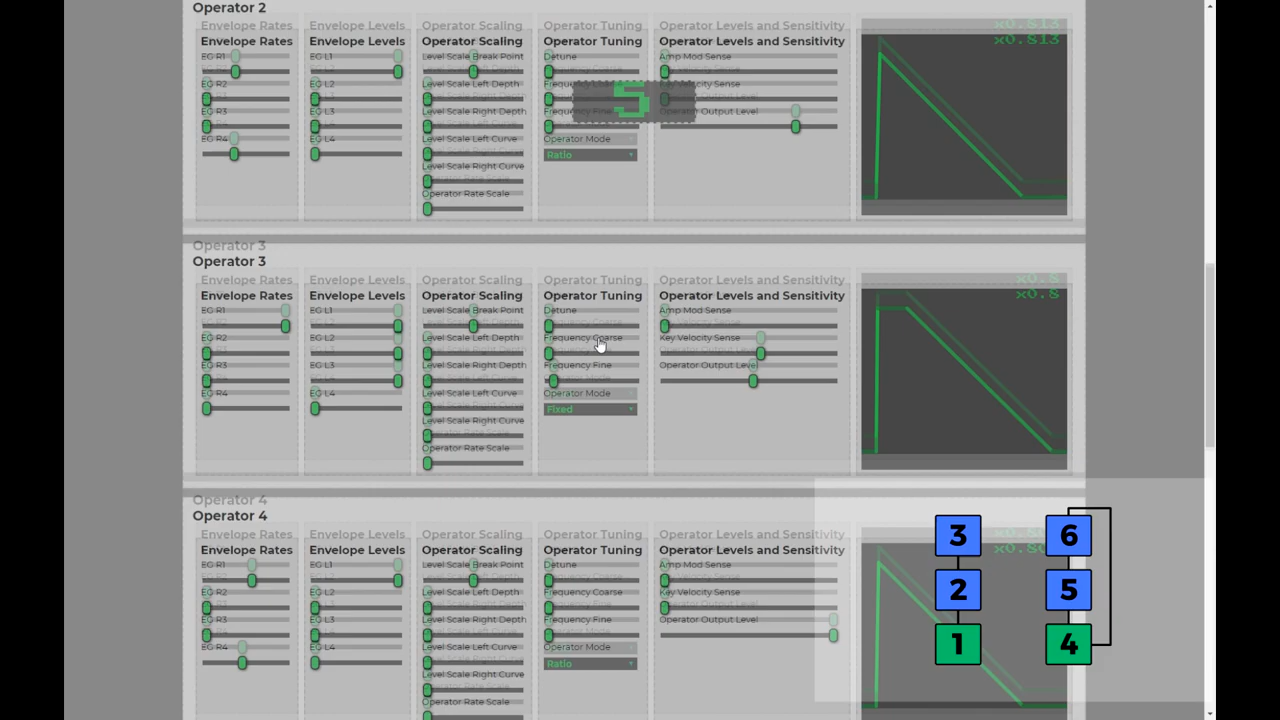 Operator 2
x0.813
x0.813
Envelope Rates
EG R1
EG R2
EG R3
EG R4
Envelope Levels
EG L1
EG L2
EG L3
EG L4
Operator Scaling
Level Scale Break Point
Level Scale Left Depth
Level Scale Right Depth
Level Scale Left Curve
Level Scale Right Curve
Operator Rate Scale
Operator Tuning
Detune
Operator Mode
Ratio
Operator Levels and Sensitivity
Amp Mod Sense
Operator Output Level
5
Operator 3
Operator 3
x0.8
x0.8
Envelope Rates
EG R1
EG R2
EG R3
EG R4
Envelope Levels
EG L1
EG L2
EG L3
EG L4
Operator Scaling
Level Scale Break Point
Level Scale Left Depth
Level Scale Right Depth
Level Scale Left Curve
Level Scale Right Curve
Operator Rate Scale
Operator Tuning
Detune
Frequency Coarse
Frequency Fine
Operator Mode
Fixed
Operator Levels and Sensitivity
Amp Mod Sense
Key Velocity Sense
Operator Output Level
Operator 4
Operator 4
Envelope Rates
EG R1
EG R2
EG R3
EG R4
Envelope Levels
EG L1
EG L2
EG L3
EG L4
Operator Scaling
Level Scale Break Point
Level Scale Left Depth
Level Scale Right Depth
Level Scale Left Curve
Level Scale Right Curve
Operator Rate Scale
Operator Tuning
Detune
Frequency Coarse
Frequency Fine
Operator Mode
Ratio
Operator Levels and Sensitivity
Amp Mod Sense
Key Velocity Sense
Operator Output Level
3 6
2 5
1 4